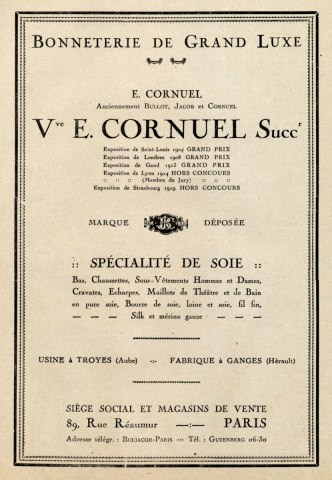 BONNETERIE DE GRAND LUXE
E. CORNUEL
Anciennement BULLOT, JACOB et CORNUEL
Vve E. CORNUEL Succr
Exposition de Saint-Louis 1904 GRAND PRIX
Exposition de Londres 1908 GRAND PRIX
Exposition de Gand 1913 GRAND PRIX
Exposition de Lyon 1914 HORS CONCOURS
:: :: :: (Membre du Jury) :: :: ::
Exposition de Strasbourg 1919 HORS CONCOURS
MARQUE DÉPOSÉE
:: SPÉCIALITÉ DE SOIE ::
Bas, Chaussettes, Sous-Vêtements Hommes et Dames,
Cravates, Echarpes, Maillots de Théâtre et de Bain
en pure soie, Bourre de soie, laine et soie, fil fin,
— — — — Silk et mérino gauze — — — —
USINE à TROYES (Aube) -:- FABRIQUE à GANGES (Hérault)
SIÈGE SOCIAL ET MAGASINS DE VENTE
89, Rue Réaumur —:— PARIS
Adresse télégr. : BULJACOR-PARIS — Tél. : GUTENBERG 06-30